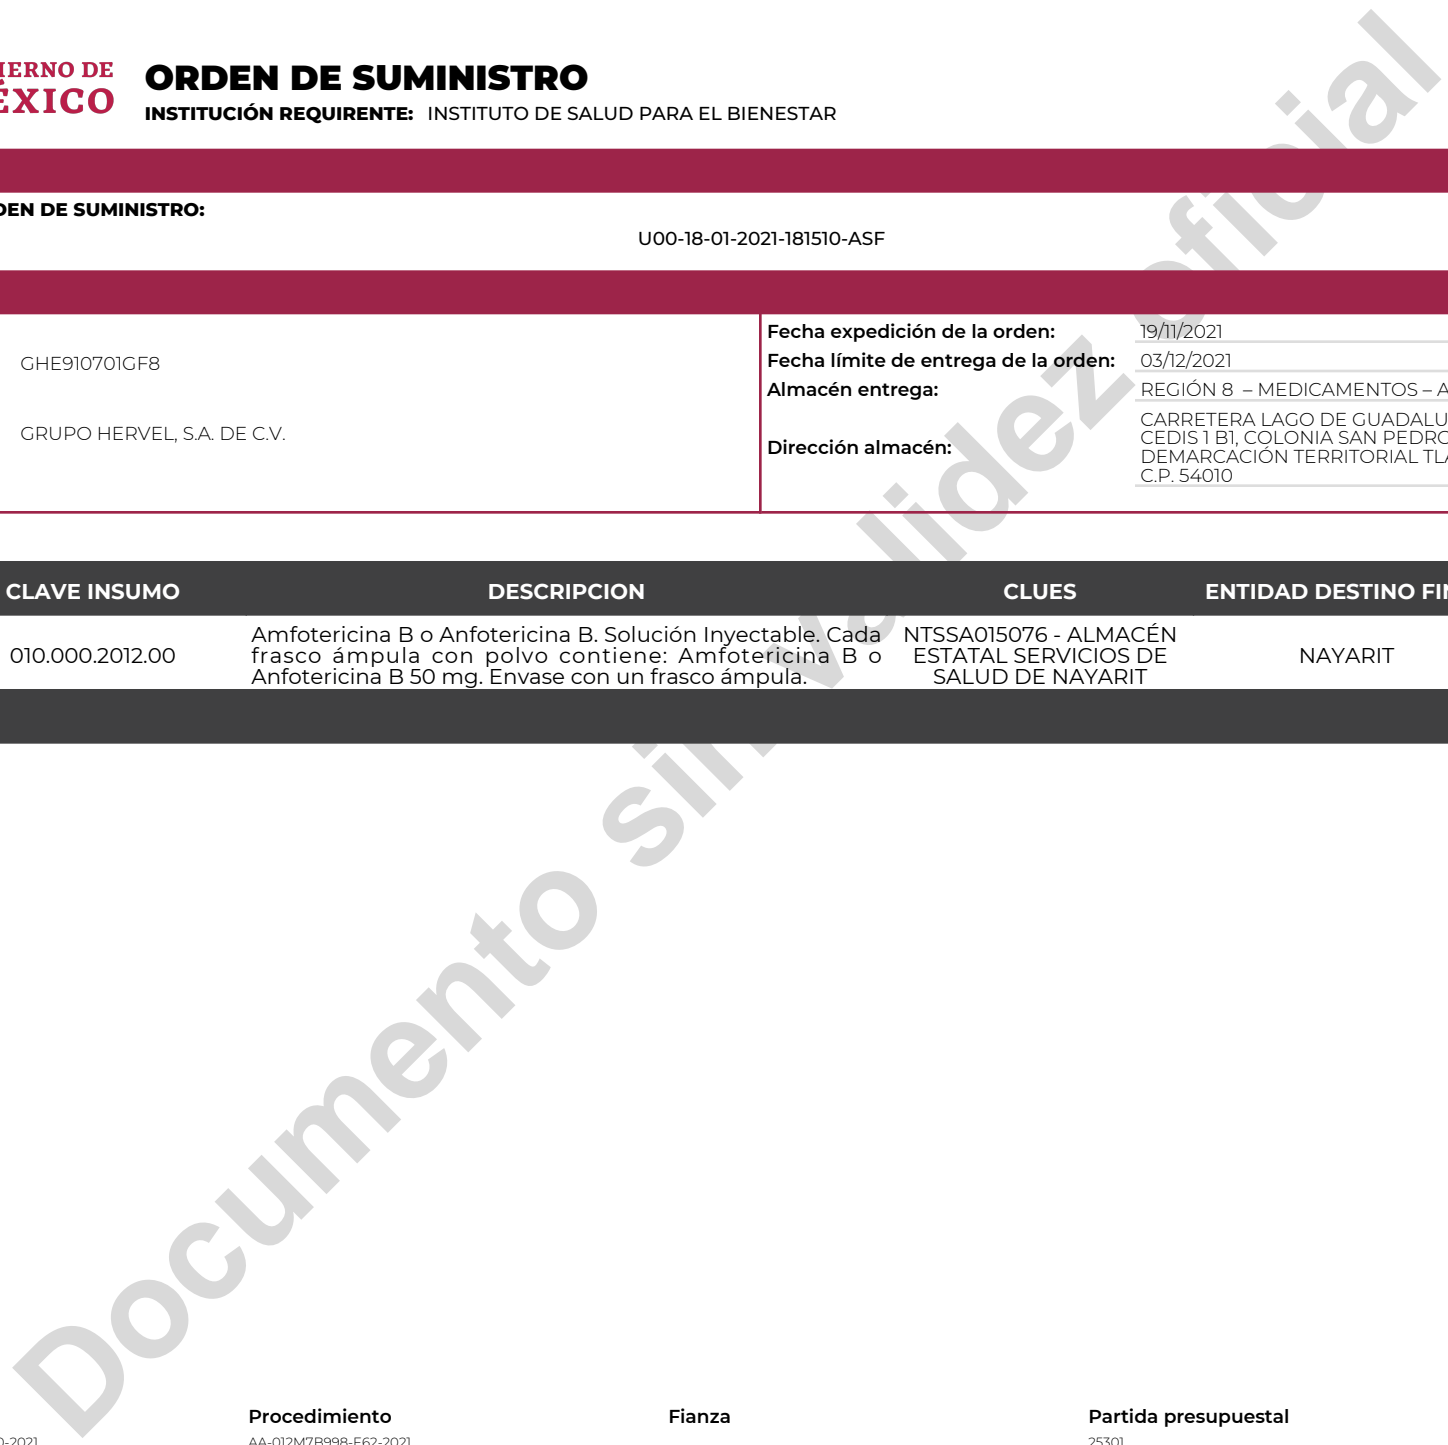 ORDEN DE SUMINISTRO
INSTITUCIÓN REQUIRENTE: INSTITUTO DE SALUD PARA EL BIENESTAR
IERNO DE
ÉXICO
DEN DE SUMINISTRO:
U00-18-01-2021-181510-ASF
GHE910701GF8
GRUPO HERVEL, S.A. DE C.V.
Fecha expedición de la orden: 19/11/2021
Fecha límite de entrega de la orden: 03/12/2021
Almacén entrega: REGIÓN 8 – MEDICAMENTOS – A
Dirección almacén:
CARRETERA LAGO DE GUADALU
CEDIS 1 B1, COLONIA SAN PEDRO
DEMARCACIÓN TERRITORIAL TLA
C.P. 54010
CLAVE INSUMO DESCRIPCION CLUES ENTIDAD DESTINO FIN
010.000.2012.00
Amfotericina B o Anfotericina B. Solución Inyectable. Cada
frasco ámpula con polvo contiene: Amfotericina B o
Anfotericina B 50 mg. Envase con un frasco ámpula.
NTSSA015076 - ALMACÉN
ESTATAL SERVICIOS DE
SALUD DE NAYARIT
NAYARIT
Documento sin validez oficial
Procedimiento Fianza Partida presupuestal
0-2021 AA-012M7B998-E62-2021 25301